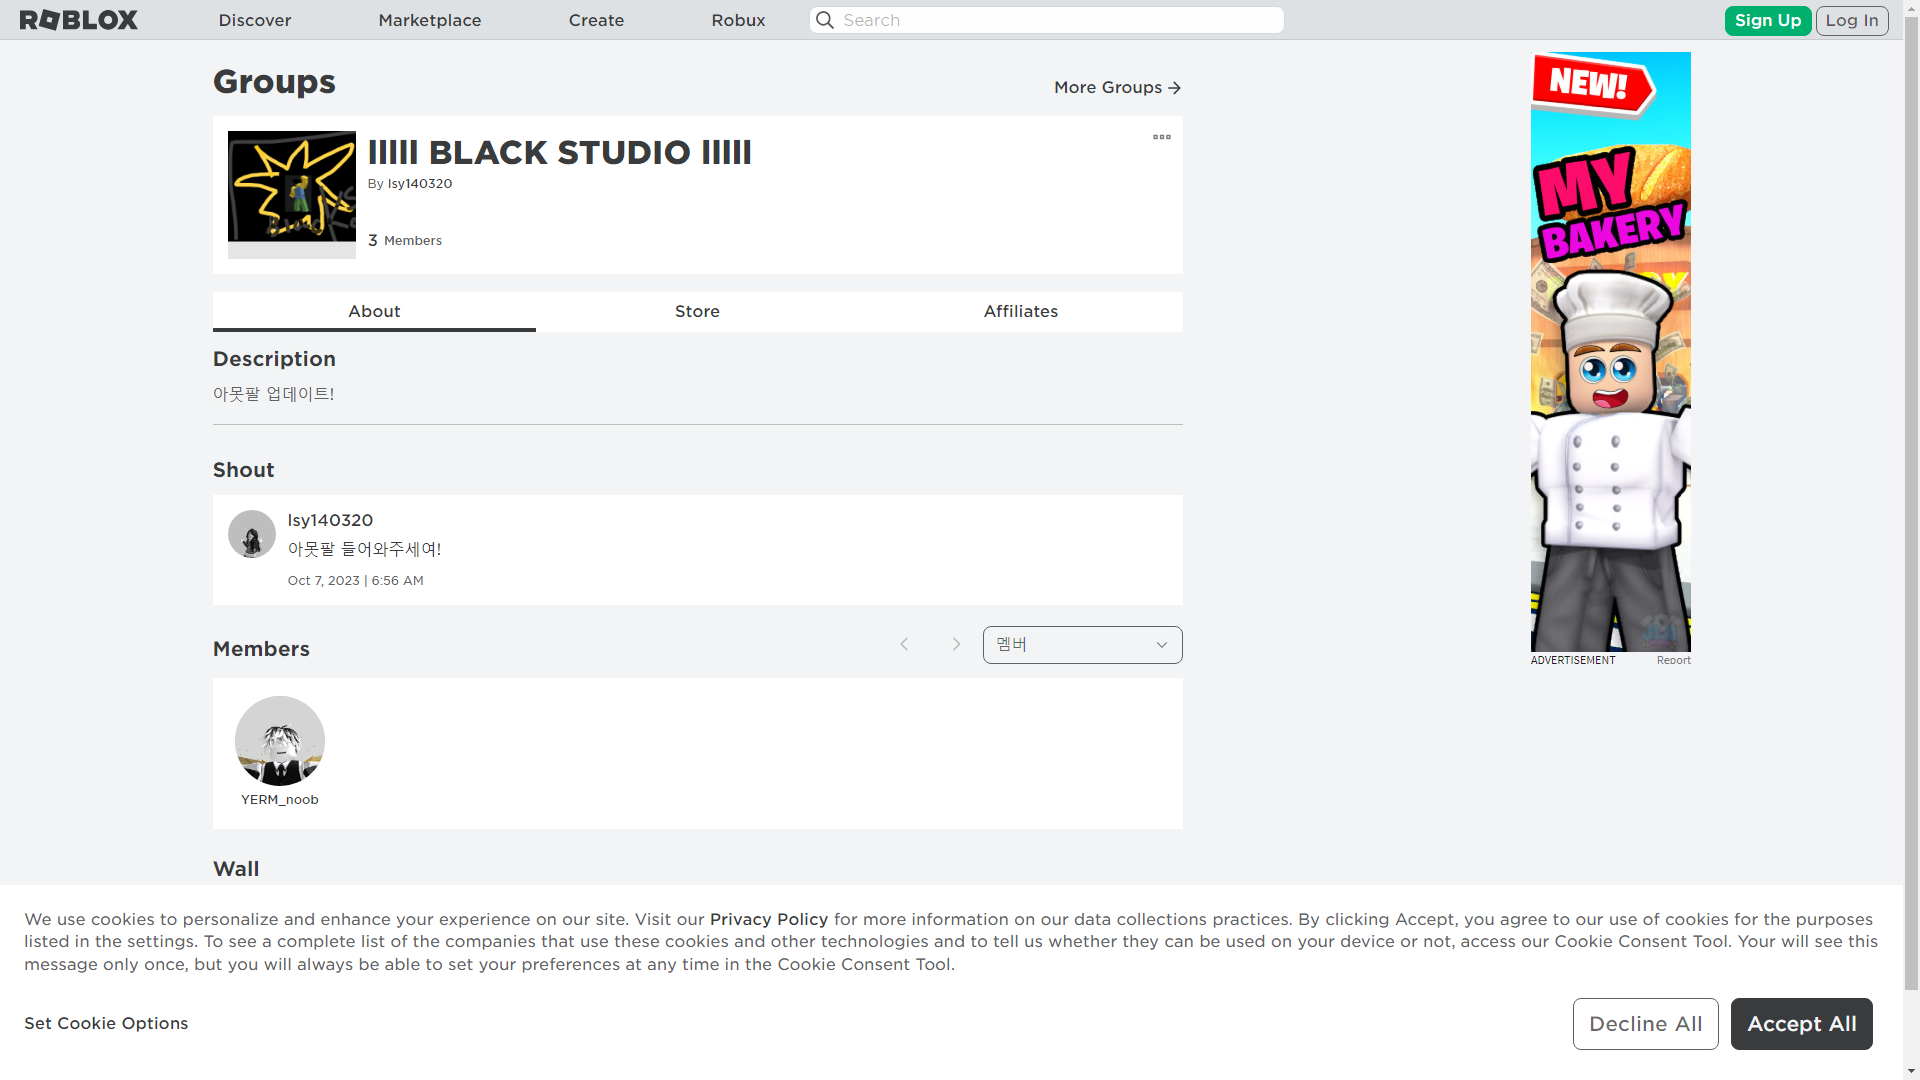 ROBLOX
Discover
Marketplace
Create
Robux
Search
Sign Up
Log In
Groups
More Groups
lllll BLACK STUDIO lllll
By lsy140320
3 Members
About
Store
Affiliates
Description
아못팔 업데이트!
Shout
lsy140320
아못팔 들어와주세여!
Oct 7, 2023 | 6:56 AM
Members
멤버
YERM_noob
Wall
NEW!
MY
BAKERY
ADVERTISEMENT
Report
We use cookies to personalize and enhance your experience on our site. Visit our Privacy Policy for more information on our data collections practices. By clicking Accept, you agree to our use of cookies for the purposes
listed in the settings. To see a complete list of the companies that use these cookies and other technologies and to tell us whether they can be used on your device or not, access our Cookie Consent Tool. Your will see this
message only once, but you will always be able to set your preferences at any time in the Cookie Consent Tool.
Set Cookie Options
Decline All
Accept All